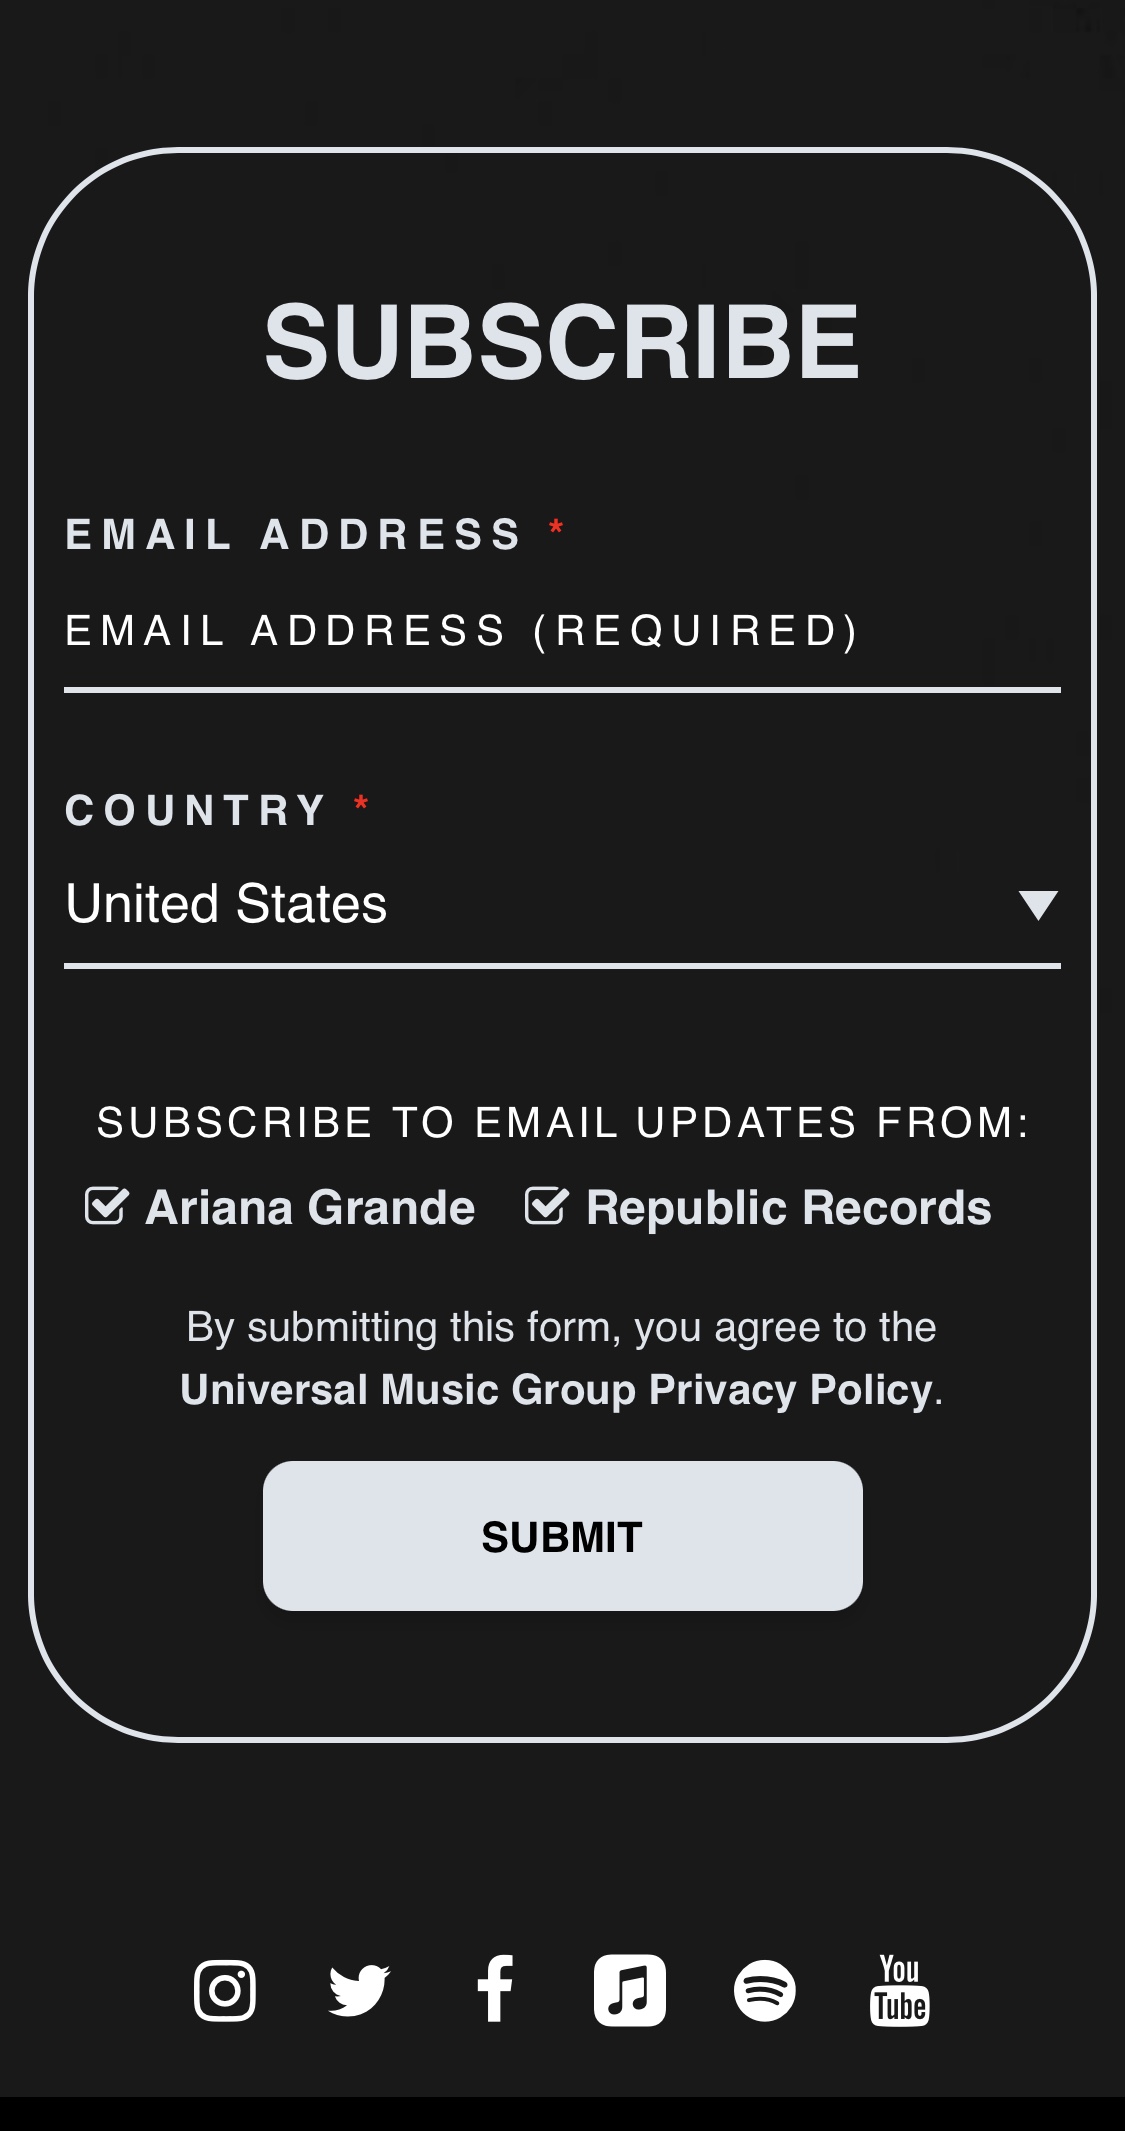 SUBSCRIBE
EMAIL ADDRESS *
EMAIL ADDRESS (REQUIRED)
COUNTRY *
United States
SUBSCRIBE TO EMAIL UPDATES FROM:
Ariana Grande Republic Records
By submitting this form, you agree to the
Universal Music Group Privacy Policy.
SUBMIT
You
Tube